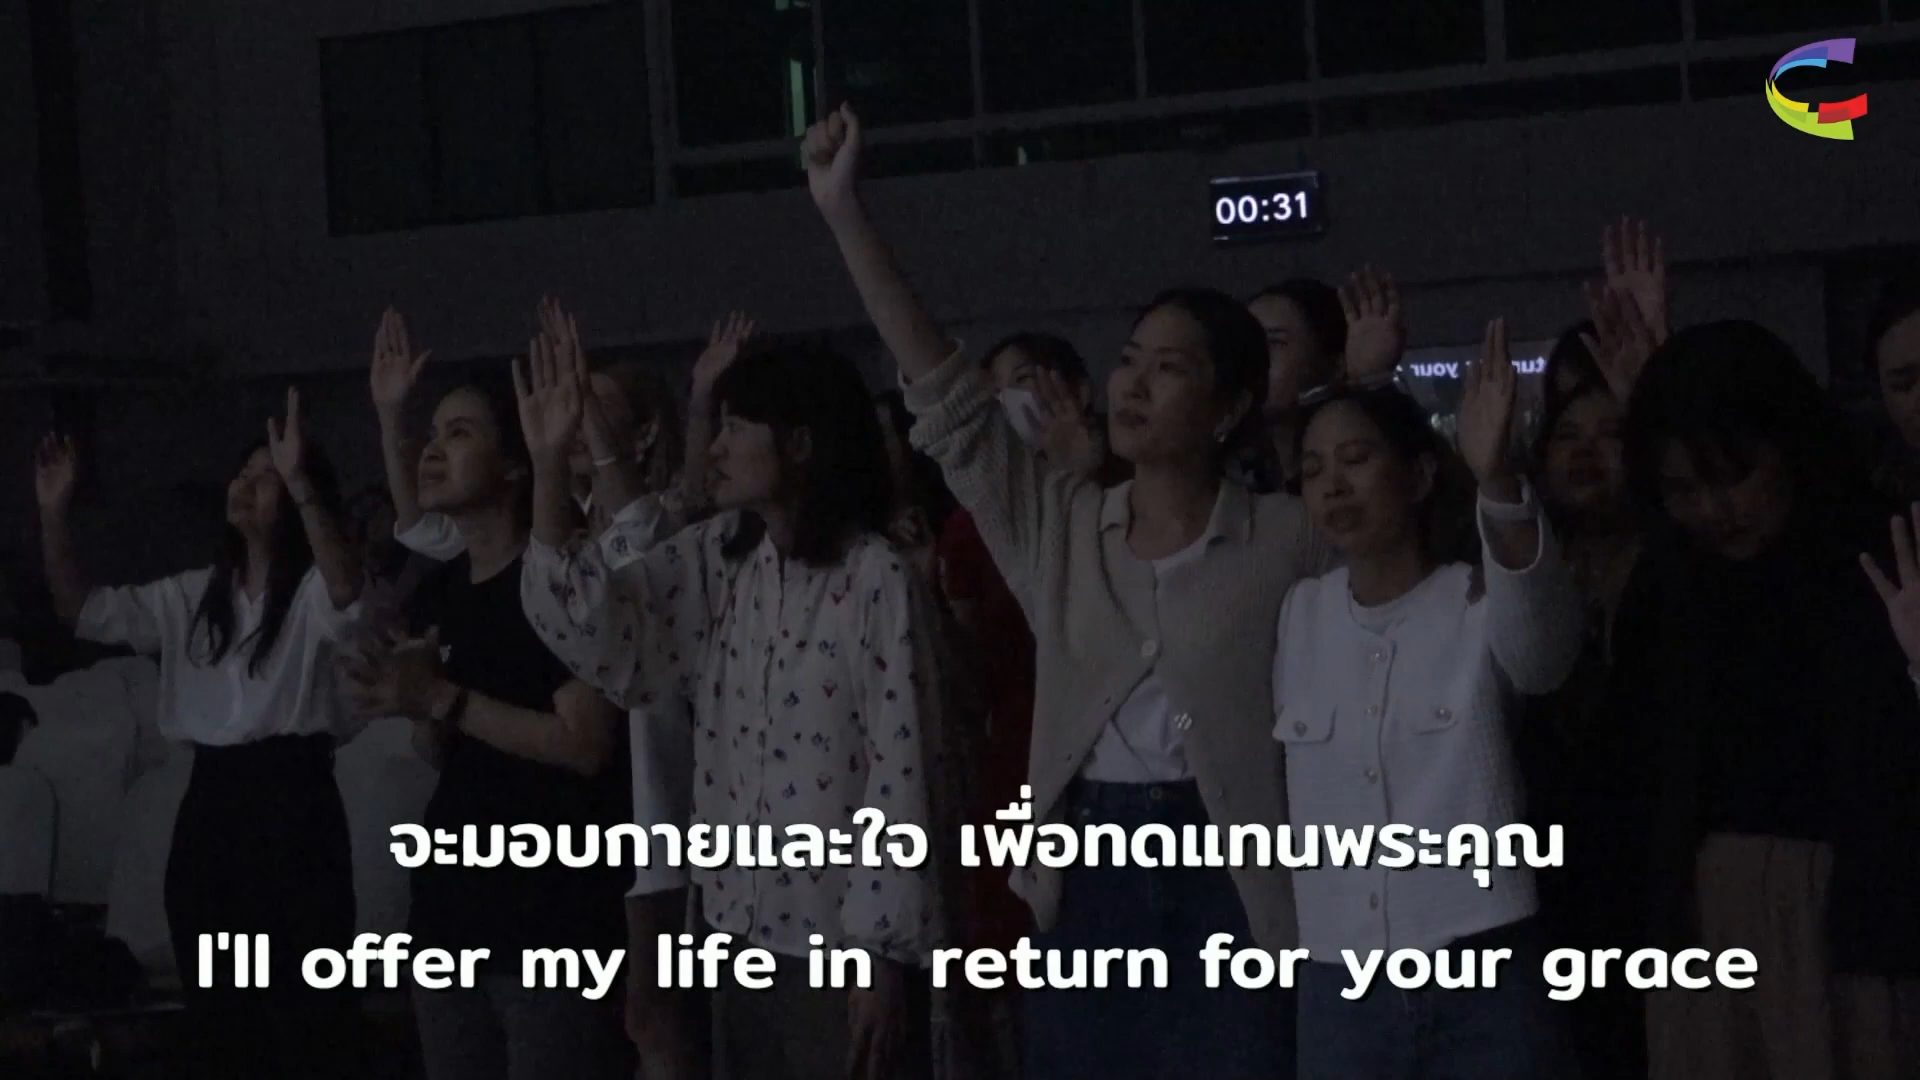 00:31
จะมอบกายและใจ เพื่อทดแทนพระคุณ
I'll offer my life in  return for your grace